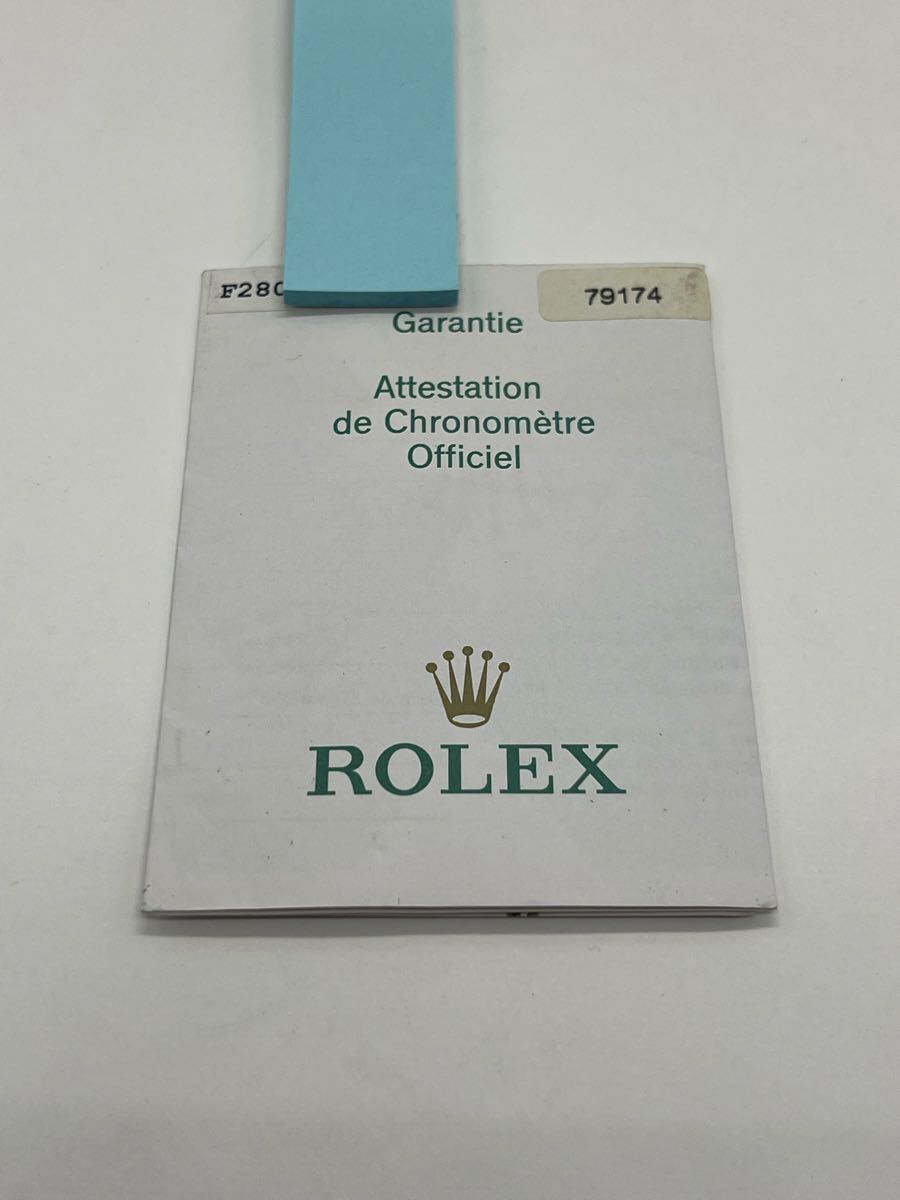 F280
79174
Garantie
Attestation
de Chronomètre
Officiel
ROLEX